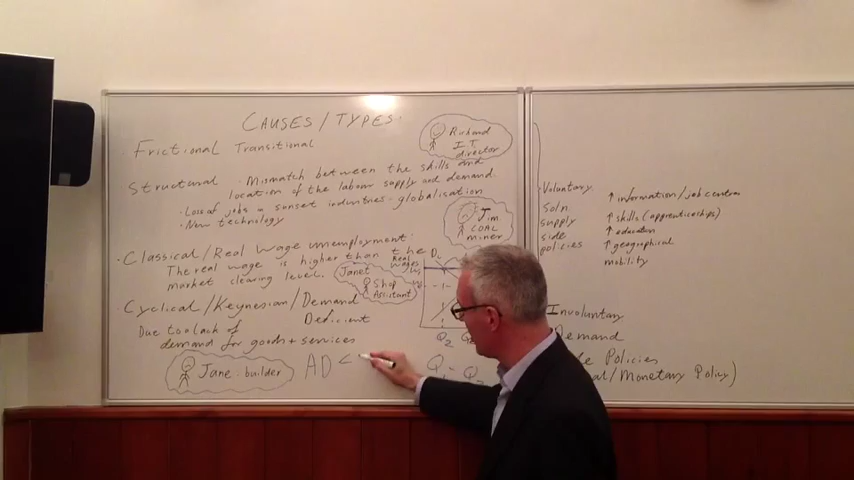 CAUSES/TYPES.
Frictional Transitional
Richard
I.T.
director
Structural . Mismatch between the skills and
location of the labour supply and demand.
. Loss of jobs - sunset industries - globalisation
. New technology
Jim
COAL
miner
. Classical/Real Wage unemployment:
The real wage is higher than the
market clearing level.
Janet
Shop
Assistant
Real
Wages
D
Cyclical/Keynesian/Demand
Deficient
Due to lack of
demand for goods + services
Jane: builder
AD <
Q2
Q - Q
. Voluntary.
Soln
supply
side
policies
↑ information/job centres
↑ skills (apprenticeships)
↑ education
↑ geographical
mobility
Involuntary
Demand
Policies
/Monetary Policy)